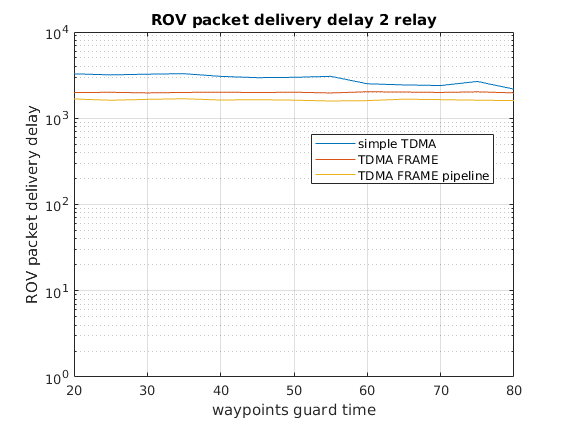 ROV packet delivery delay 2 relay
10^4
10^3
10^2
10^1
10^0
ROV packet delivery delay
simple TDMA
TDMA FRAME
TDMA FRAME pipeline
20 30 40 50 60 70 80
waypoints guard time